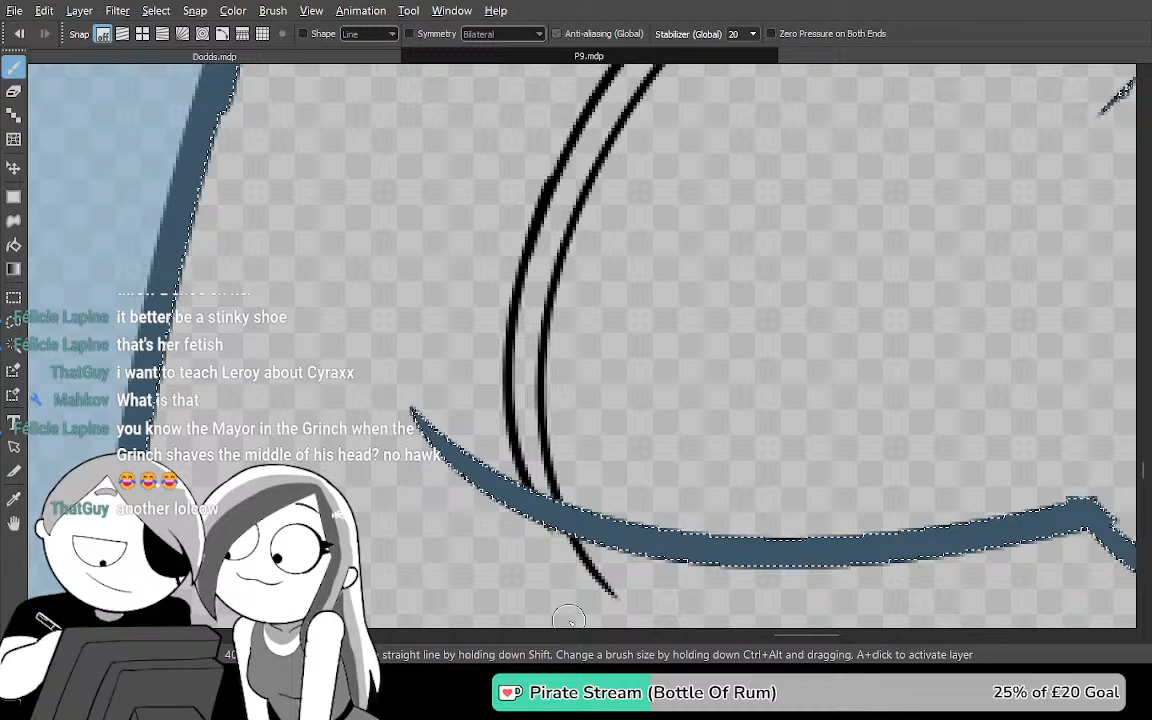 File Edit Layer Filter Select Snap Color Brush View Animation Tool Window Help
Snap off Shape Line Symmetry Bilateral Anti-aliasing (Global) Stabilizer (Global) 20 Zero Pressure on Both Ends
Dodds.mdp P9.mdp
Félicie Lapine it better be a stinky shoe
Félicie Lapine that's her fetish
ThatGuy i want to teach Leroy about Cyraxx
Mahkov What is that
Félicie Lapine you know the Mayor in the Grinch when the
Grinch shaves the middle of his head? no hawk
ThatGuy another lolcow
straight line by holding down Shift, Change a brush size by holding down Ctrl+Alt and dragging, A+click to activate layer
Pirate Stream (Bottle Of Rum) 25% of £20 Goal